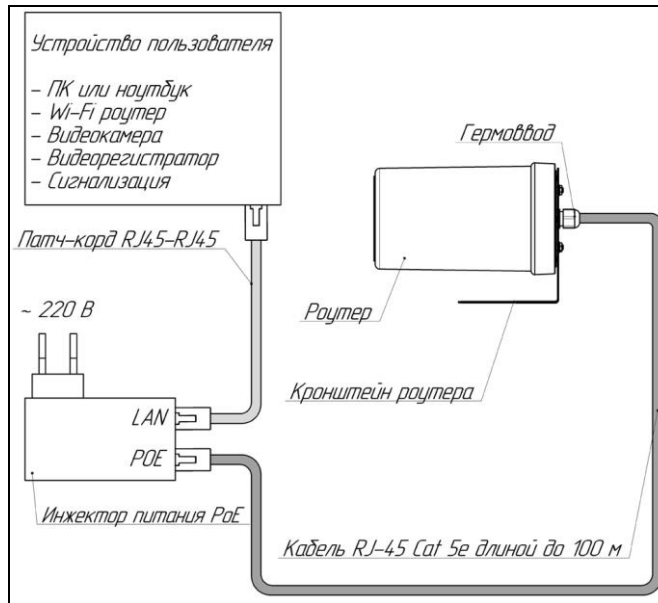 Устройство пользователя
- ПК или ноутбук
- Wi-Fi роутер
- Видеокамера
- Видеорегистратор
- Сигнализация
Гермоввод
Патч-корд RJ45-RJ45
~ 220 В
Роутер
Кронштейн роутера
LAN
POE
Инжектор питания PoE
Кабель RJ-45 Cat 5e длиной до 100 м